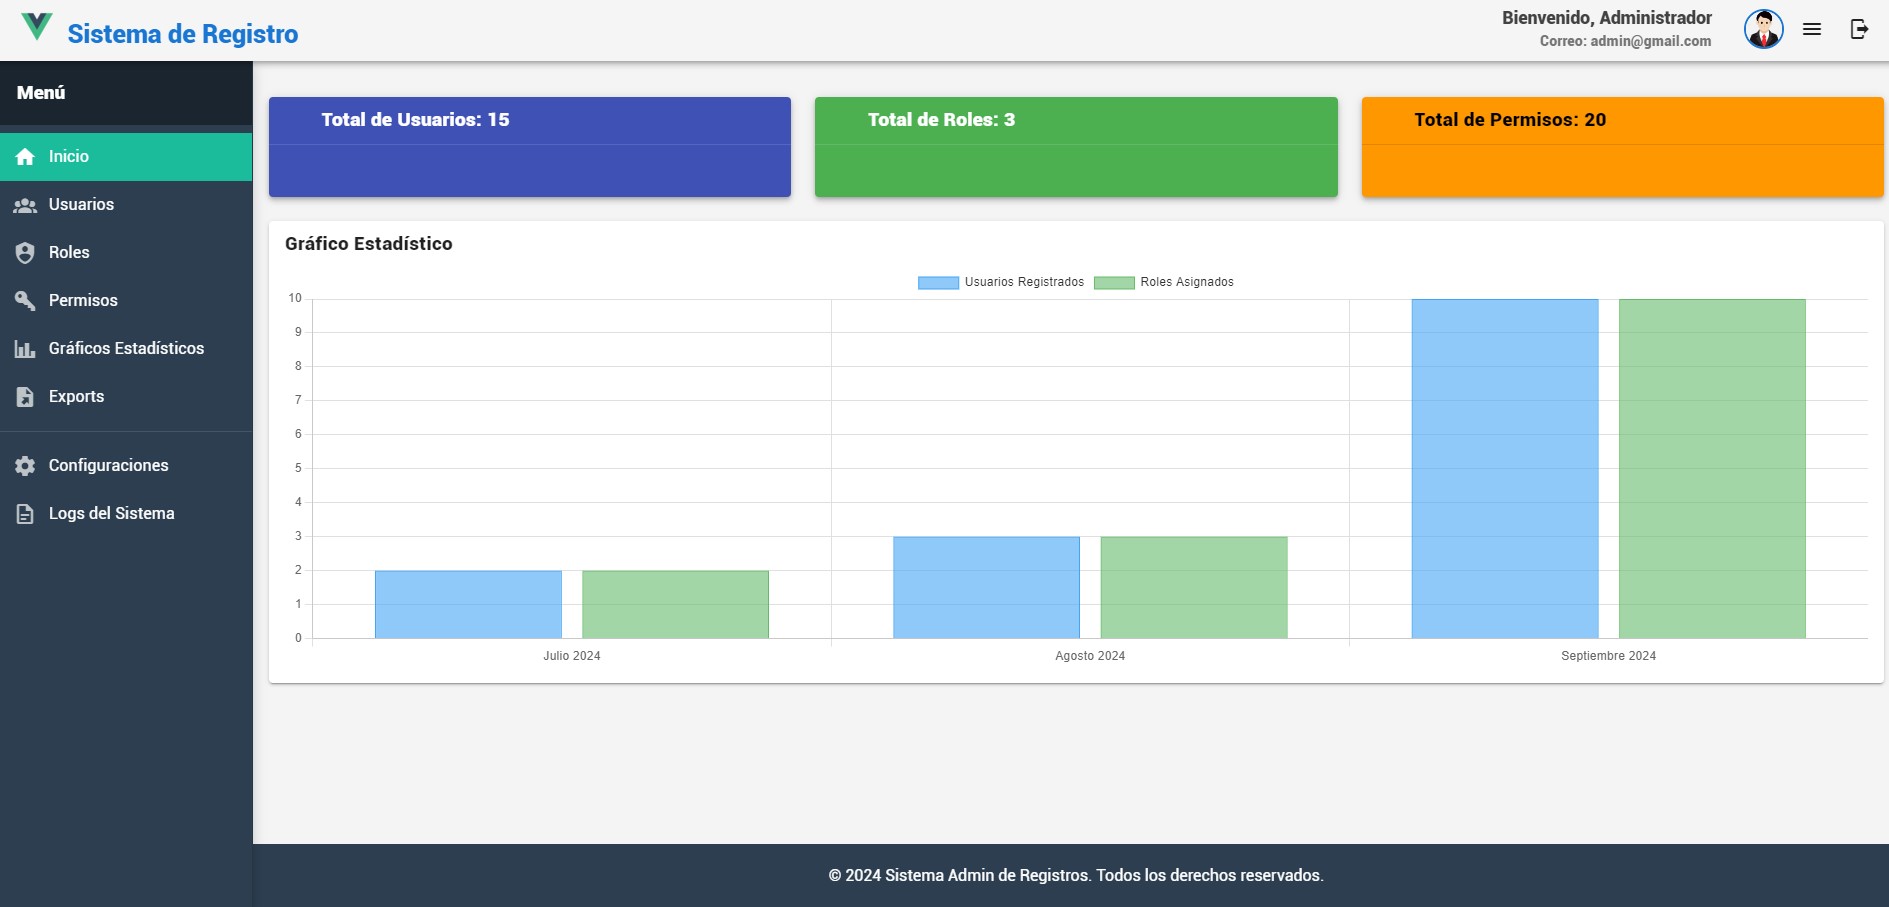 Sistema de Registro
Bienvenido, Administrador
Correo: admin@gmail.com
Menú
Inicio
Usuarios
Roles
Permisos
Gráficos Estadísticos
Exports
Configuraciones
Logs del Sistema
Total de Usuarios: 15
Total de Roles: 3
Total de Permisos: 20
Gráfico Estadístico
Usuarios Registrados
Roles Asignados
10
9
8
7
6
5
4
3
2
1
0
Julio 2024
Agosto 2024
Septiembre 2024
© 2024 Sistema Admin de Registros. Todos los derechos reservados.